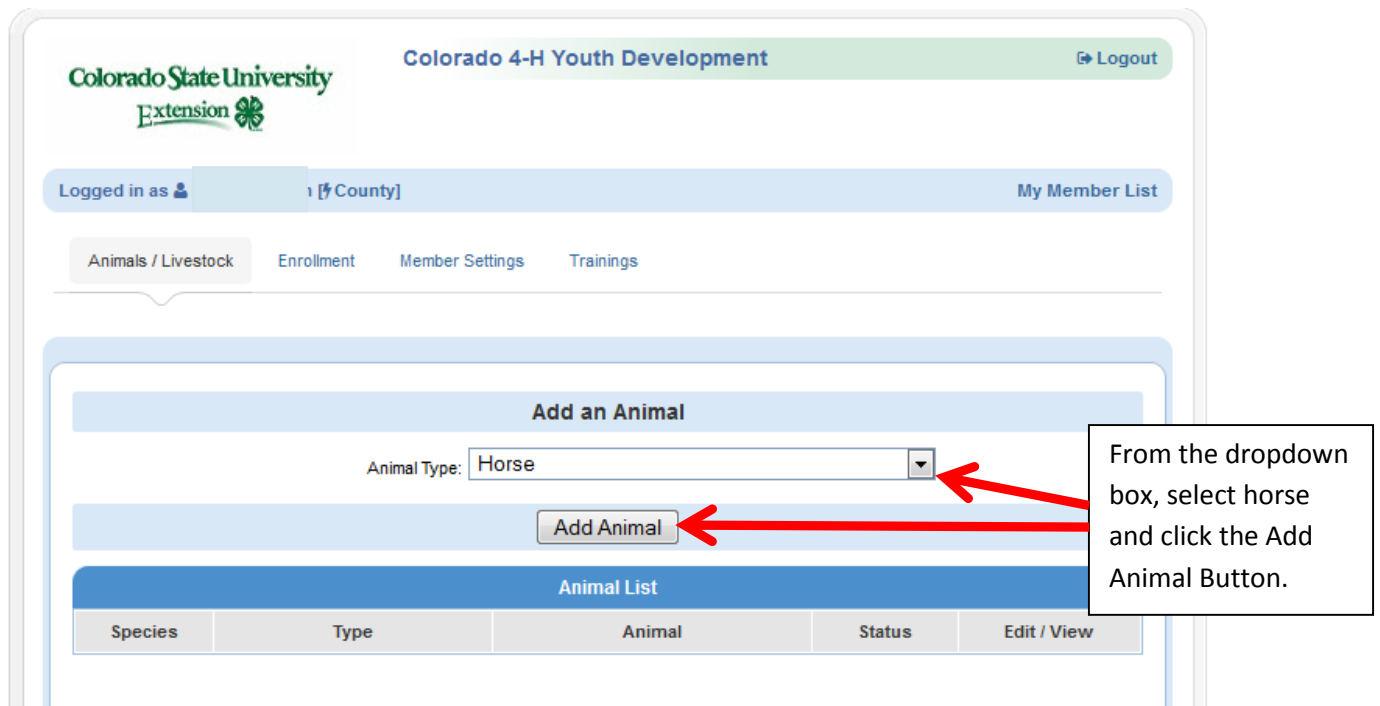 Colorado State University
Extension
Colorado 4-H Youth Development
Logout
Logged in as
[County]
My Member List
Animals / Livestock
Enrollment
Member Settings
Trainings
Add an Animal
Animal Type: Horse
Add Animal
From the dropdown
box, select horse
and click the Add
Animal Button.
Animal List
Species Type Animal Status Edit / View